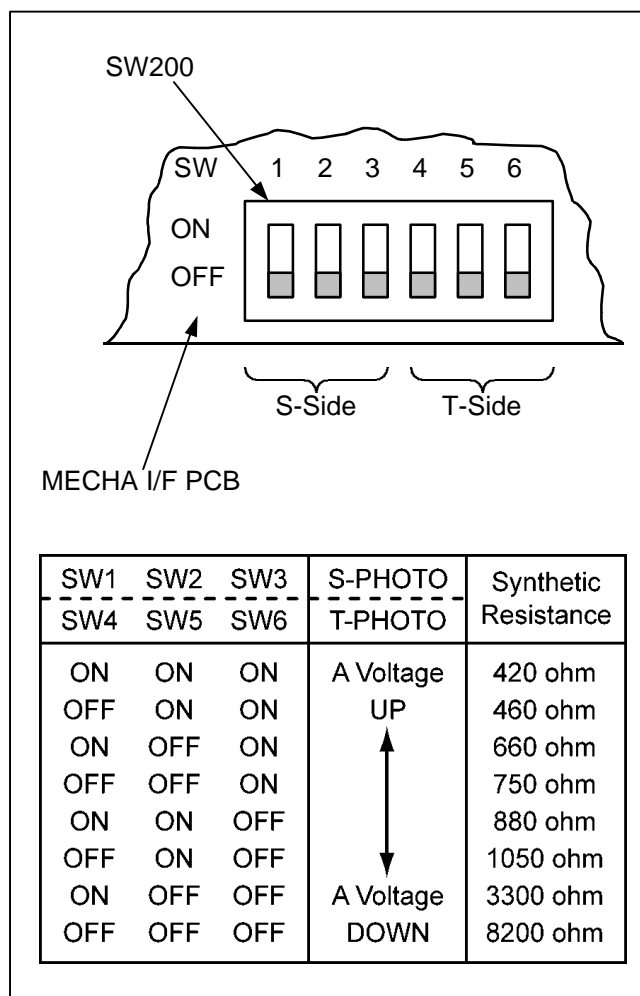 SW200
SW 1 2 3 4 5 6
ON
OFF
S-Side T-Side
MECHA I/F PCB
SW1 SW2 SW3 S-PHOTO Synthetic
SW4 SW5 SW6 T-PHOTO Resistance
ON ON ON A Voltage 420 ohm
OFF ON ON UP 460 ohm
ON OFF ON 660 ohm
OFF OFF ON 750 ohm
ON ON OFF 880 ohm
OFF ON OFF 1050 ohm
ON OFF OFF A Voltage 3300 ohm
OFF OFF OFF DOWN 8200 ohm